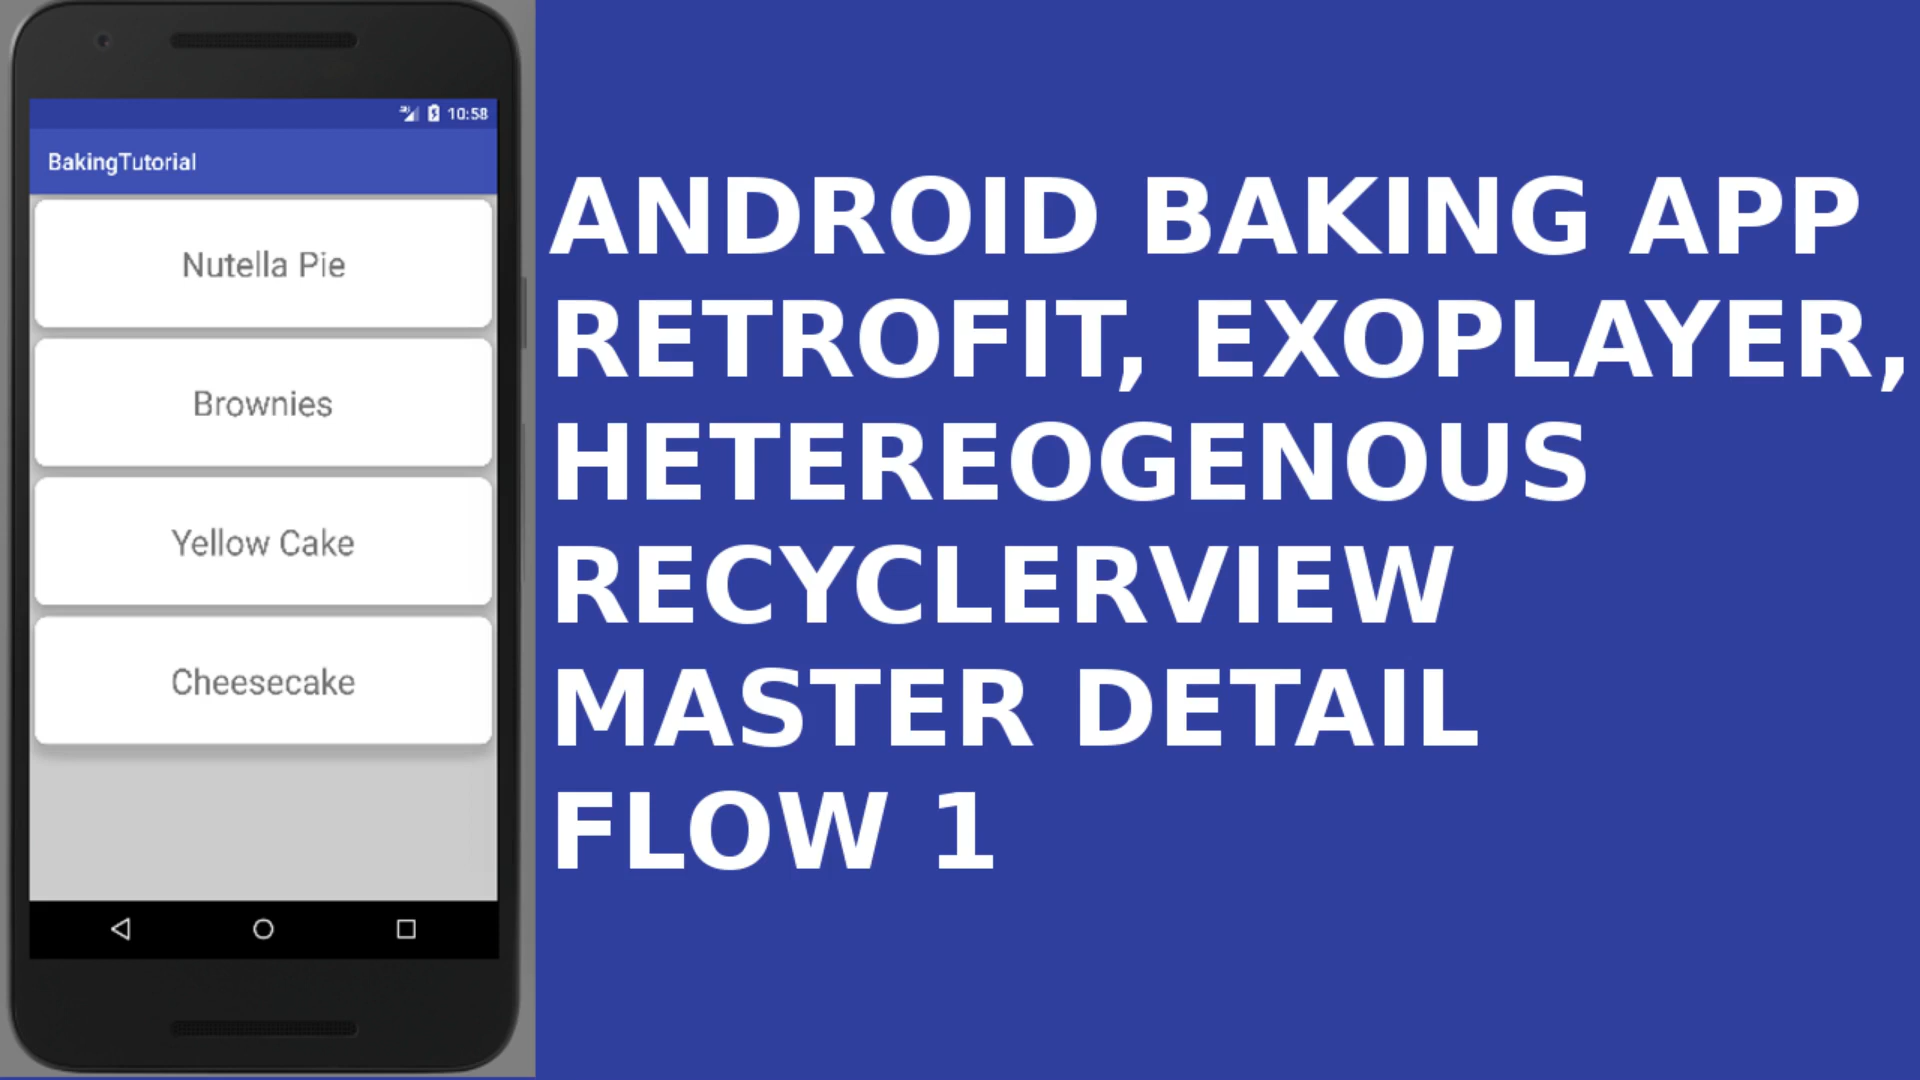 10:58
BakingTutorial
Nutella Pie
Brownies
Yellow Cake
Cheesecake
ANDROID BAKING APP
RETROFIT, EXOPLAYER,
HETEREOGENOUS
RECYCLERVIEW
MASTER DETAIL
FLOW 1